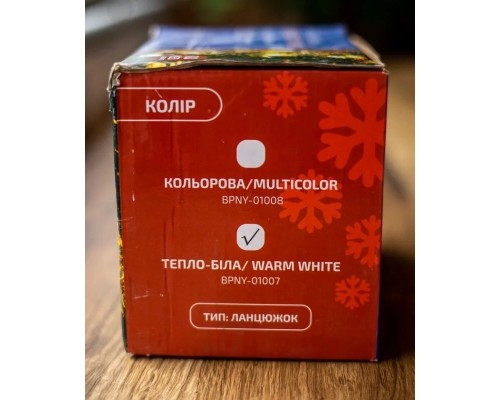 КОЛІР
КОЛЬОРОВА/MULTICOLOR
BPNY-01008
ТЕПЛО-БІЛА/ WARM WHITE
BPNY-01007
ТИП: ЛАНЦЮЖОК